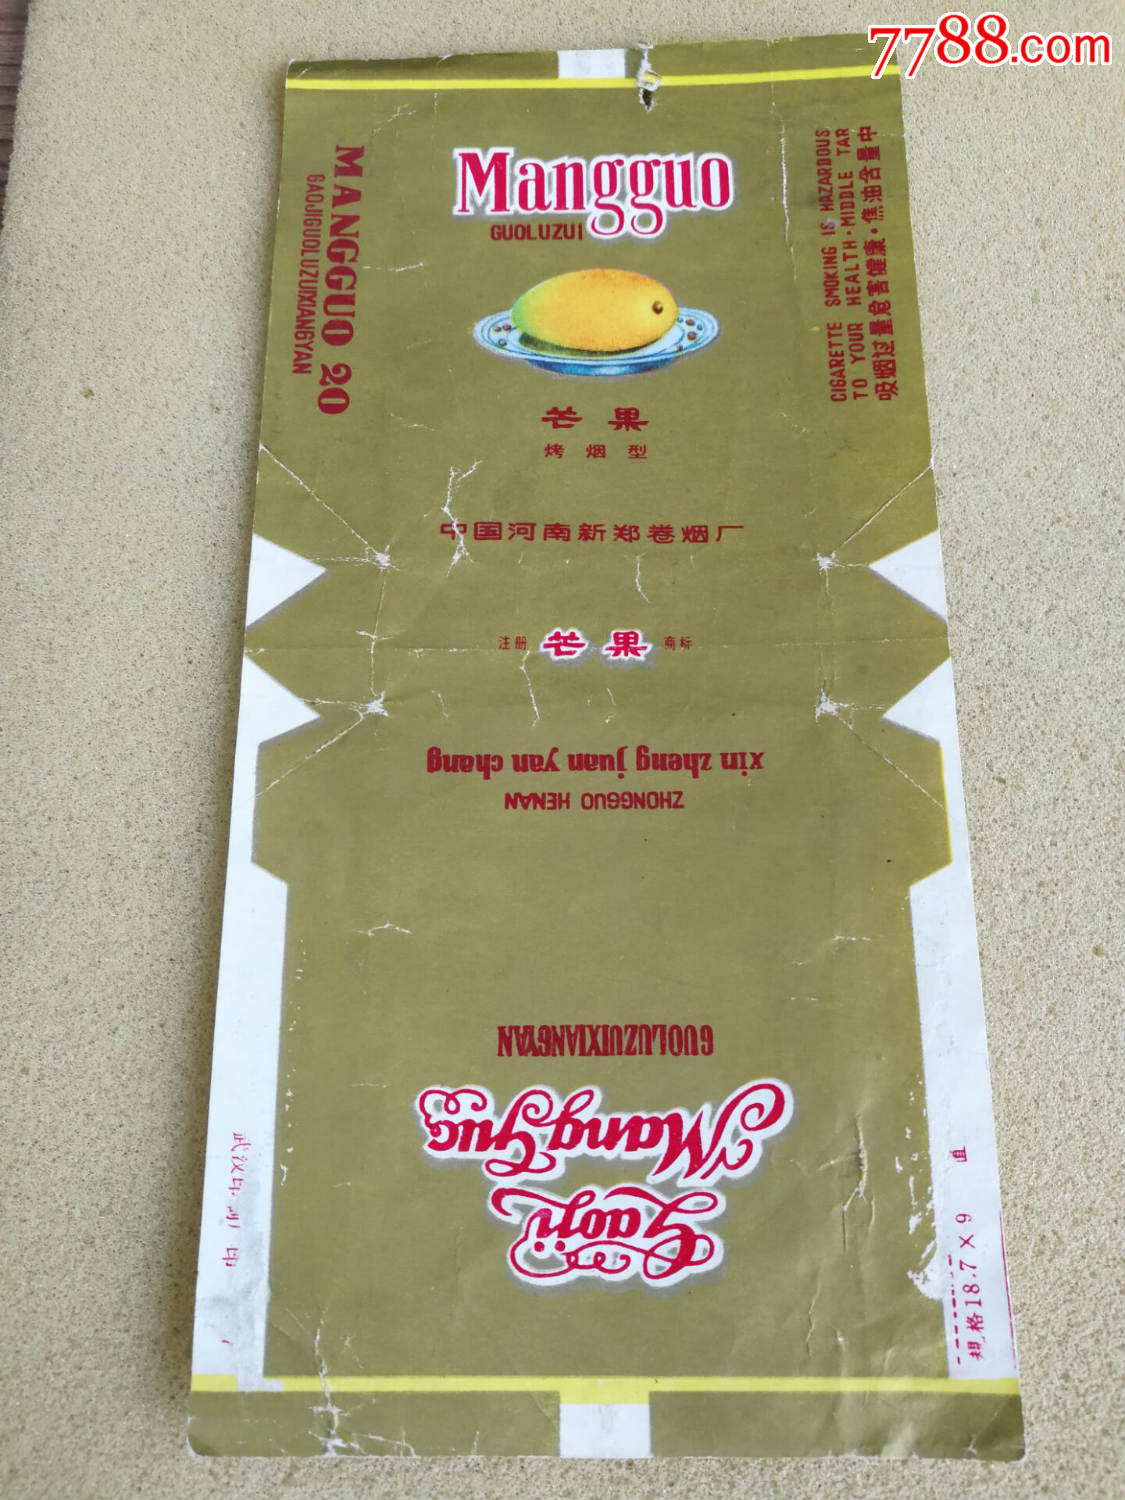 7788.com
Mangguo
GUOLUZUI
MANGGUO 20
GAOJIGUOLUZUIXIANGYAN
CIGARETTE SMOKING IS HAZARDOUS
TO YOUR HEALTH·MIDDLE TAR
吸烟过量危害健康·焦油含量中
芒果
烤烟型
中国河南新郑卷烟厂
注册 芒果 商标
xin zheng juan yan chang
ZHONGGUO HENAN
GUOLUZUIXIANGYAN
MangGuo
Gaoji
规格18.7×9